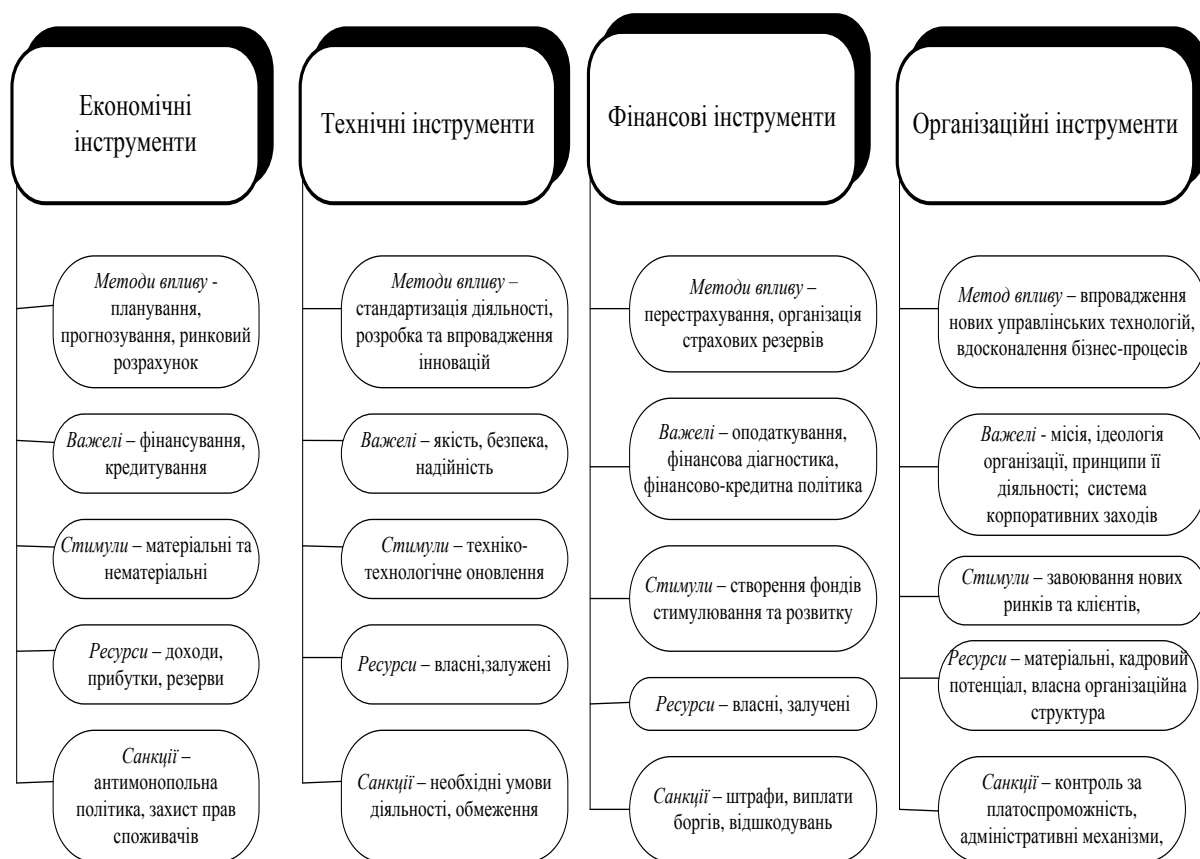 Економічні
інструменти
Методи впливу -
планування,
прогнозування, ринковий
розрахунок
Важелі – фінансування,
кредитування
Стимули – матеріальні та
нематеріальні
Ресурси – доходи,
прибутки, резерви
Санкції –
антимонопольна
політика, захист прав
споживачів
Технічні інструменти
Методи впливу –
стандартизація діяльності,
розробка та впровадження
інновацій
Важелі – якість, безпека,
надійність
Стимули – техніко-
технологічне оновлення
Ресурси – власні,залужені
Санкції – необхідні умови
діяльності, обмеження
Фінансові інструменти
Методи впливу –
перестрахування, організація
страхових резервів
Важелі – оподаткування,
фінансова діагностика,
фінансово-кредитна політика
Стимули – створення фондів
стимулювання та розвитку
Ресурси – власні, залучені
Санкції – штрафи, виплати
боргів, відшкодувань
Організаційні інструменти
Метод впливу – впровадження
нових управлінських технологій,
вдосконалення бізнес-процесів
Важелі - місія, ідеологія
організації, принципи її
діяльності; система
корпоративних заходів
Стимули – завоювання нових
ринків та клієнтів,
Ресурси – матеріальні, кадровий
потенціал, власна організаційна
структура
Санкції – контроль за
платоспроможність,
адміністративні механізми,